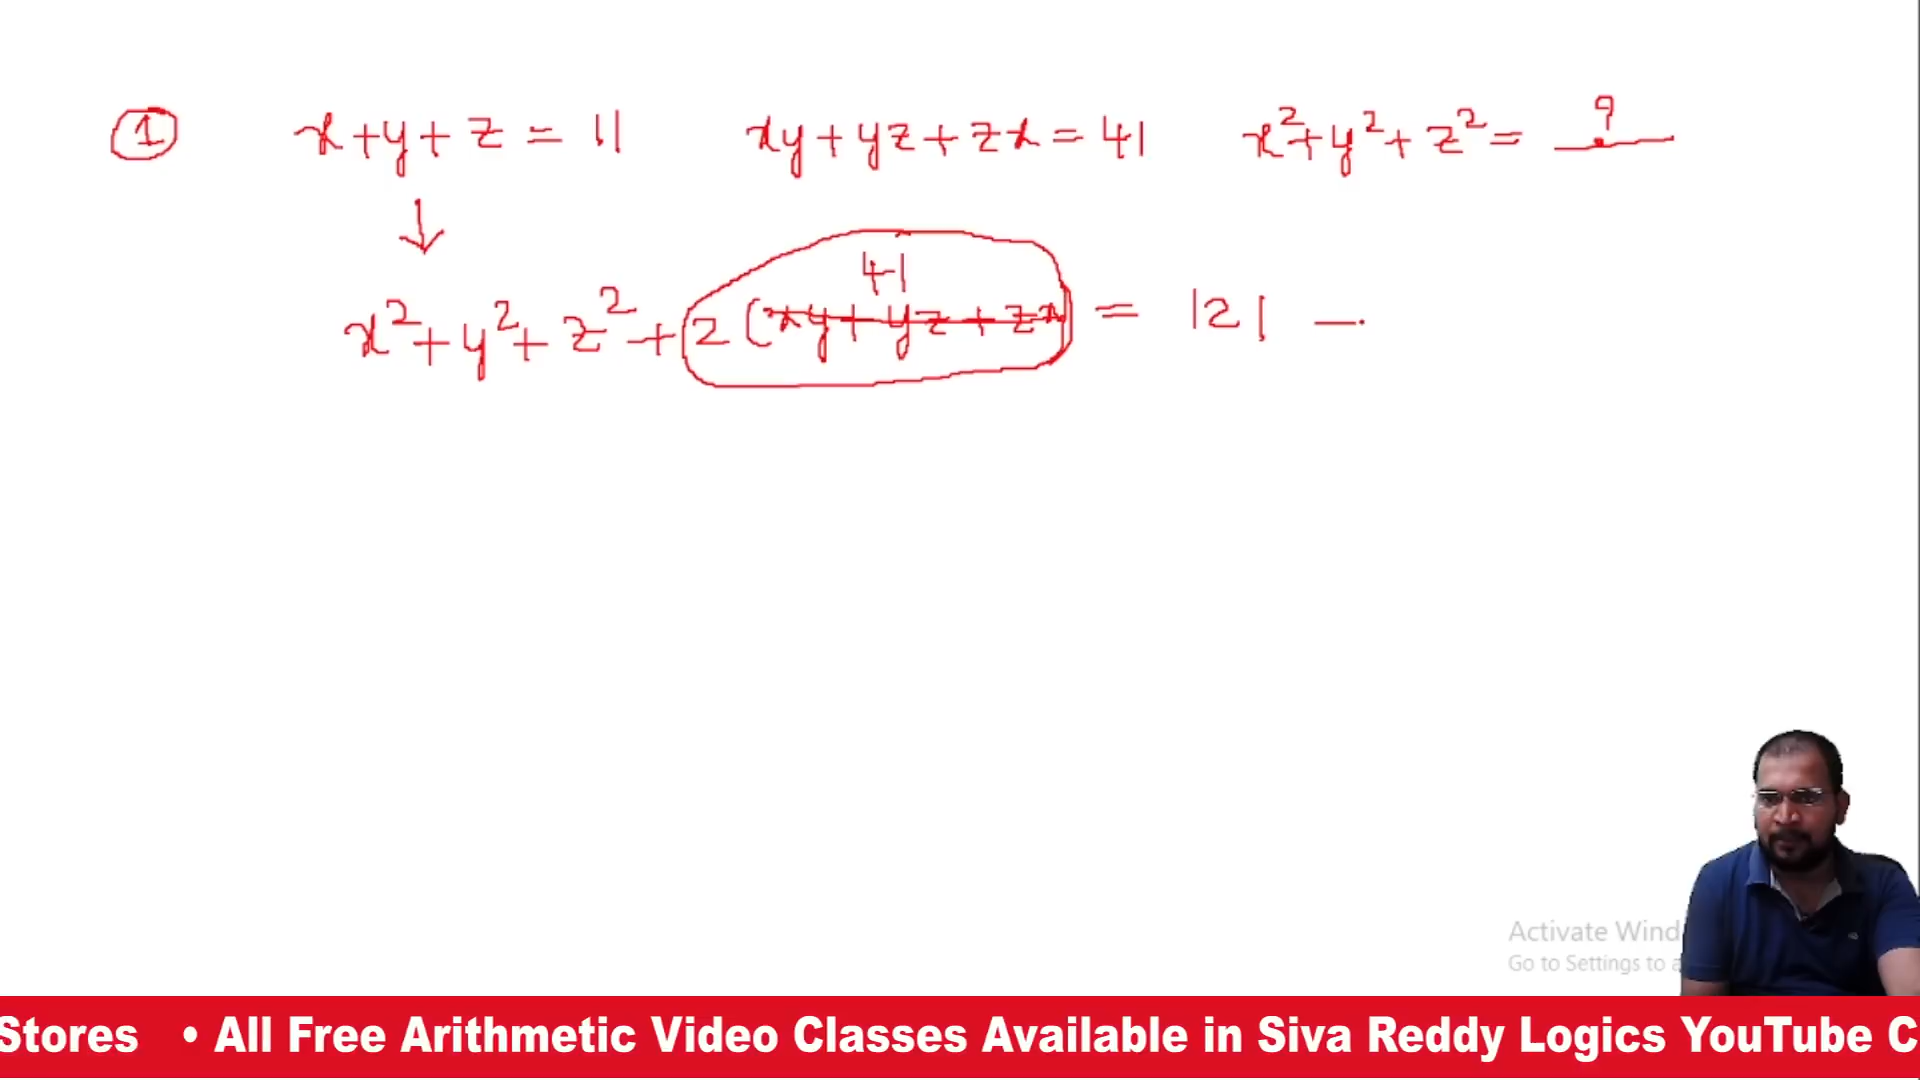 ① x+y+z = 11 xy+yz+zx = 41 x²+y²+z² = ?
↓
41
x²+y²+z²+2(xy+yz+zx) = 121 –
Activate Wind
Go to Settings to a
Stores • All Free Arithmetic Video Classes Available in Siva Reddy Logics YouTube C